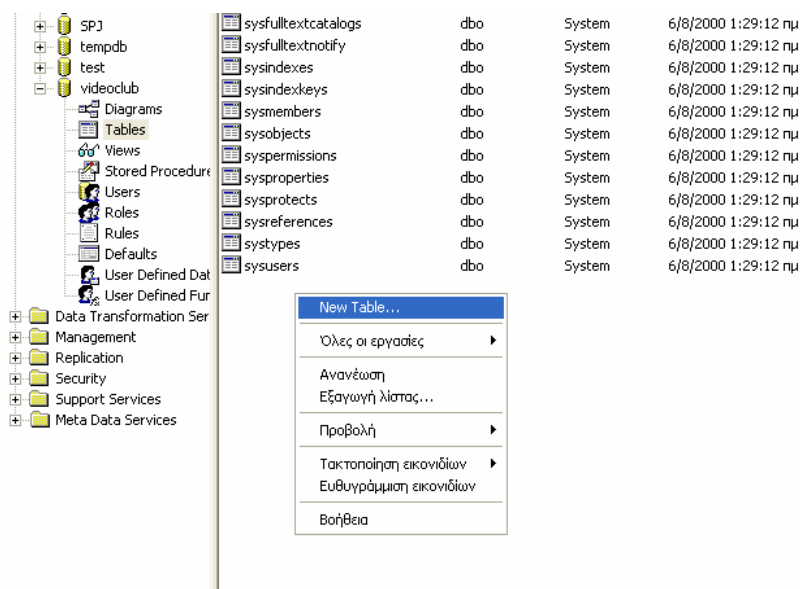 SPJ
tempdb
test
videoclub
Diagrams
Tables
Views
Stored Procedure
Users
Roles
Rules
Defaults
User Defined Dat
User Defined Fur
Data Transformation Ser
Management
Replication
Security
Support Services
Meta Data Services
sysfulltextcatalogs dbo System 6/8/2000 1:29:12 πμ
sysfulltextnotify dbo System 6/8/2000 1:29:12 πμ
sysindexes dbo System 6/8/2000 1:29:12 πμ
sysindexkeys dbo System 6/8/2000 1:29:12 πμ
sysmembers dbo System 6/8/2000 1:29:12 πμ
sysobjects dbo System 6/8/2000 1:29:12 πμ
syspermissions dbo System 6/8/2000 1:29:12 πμ
sysproperties dbo System 6/8/2000 1:29:12 πμ
sysprotects dbo System 6/8/2000 1:29:12 πμ
sysreferences dbo System 6/8/2000 1:29:12 πμ
systypes dbo System 6/8/2000 1:29:12 πμ
sysusers dbo System 6/8/2000 1:29:12 πμ
New Table...
Όλες οι εργασίες
Ανανέωση
Εξαγωγή λίστας...
Προβολή
Τακτοποίηση εικονιδίων
Ευθυγράμμιση εικονιδίων
Βοήθεια